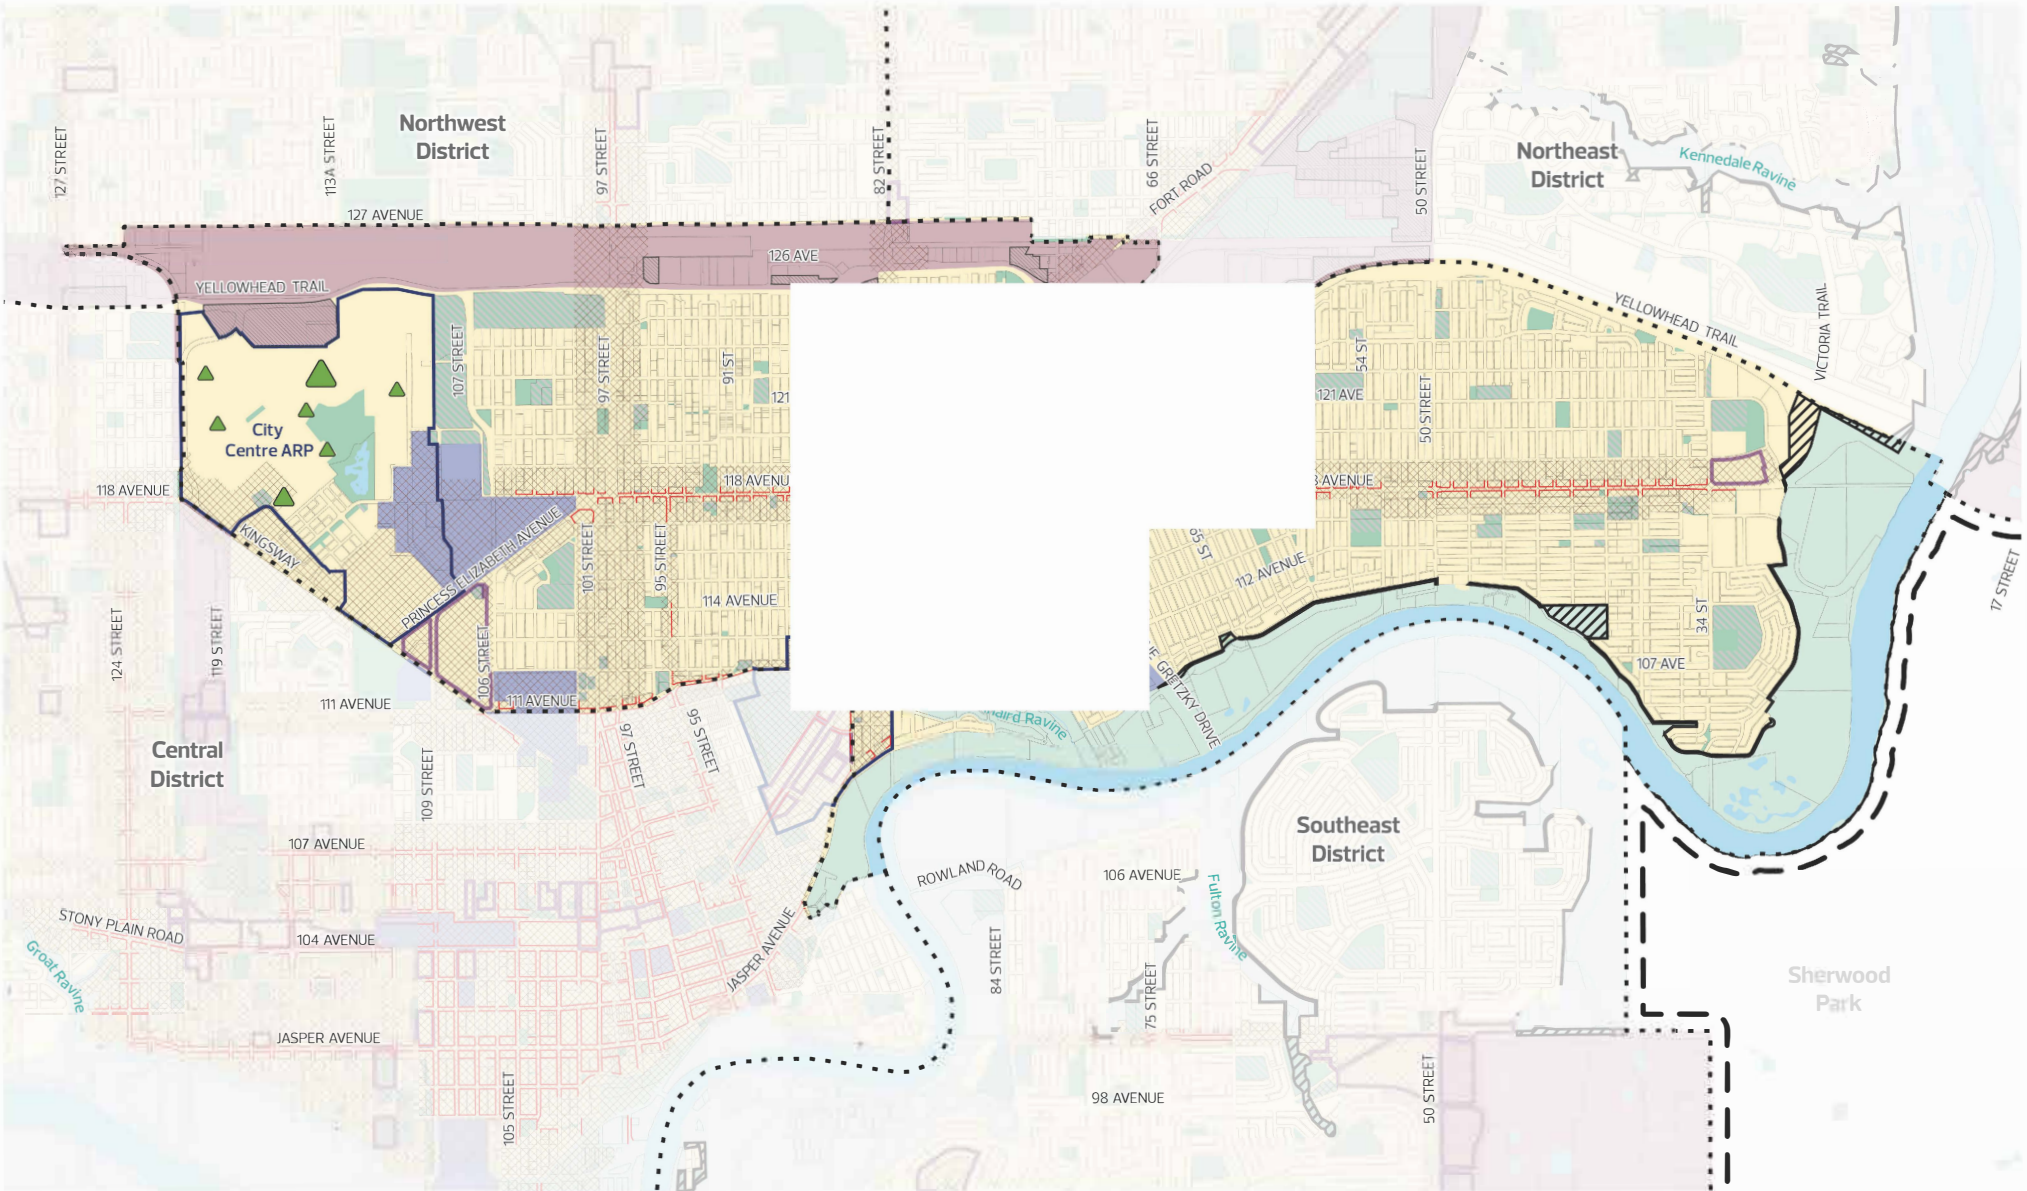 Northwest
District
Northeast
District
Kennedale Ravine
127 STREET
113A STREET
97 STREET
82 STREET
66 STREET
FORT ROAD
50 STREET
127 AVENUE
126 AVE
YELLOWHEAD TRAIL
YELLOWHEAD TRAIL
VICTORIA TRAIL
107 STREET
97 STREET
91 ST
121
54 ST
121 AVE
50 STREET
City
Centre ARP
118 AVENUE
118 AVENU
AVENUE
KINGSWAY
PRINCESS ELIZABETH AVENUE
101 STREET
95 STREET
65 ST
112 AVENUE
114 AVENUE
17 STREET
124 STREET
119 STREET
106 STREET
34 ST
107 AVE
111 AVENUE
111 AVENUE
GRETZKY DRIVE
Ravine
97 STREET
95 STREET
Central
District
109 STREET
Southeast
District
107 AVENUE
ROWLAND ROAD
106 AVENUE
Fulton Ravine
STONY PLAIN ROAD
104 AVENUE
JASPER AVENUE
84 STREET
75 STREET
Groat Ravine
Sherwood
Park
JASPER AVENUE
105 STREET
98 AVENUE
50 STREET